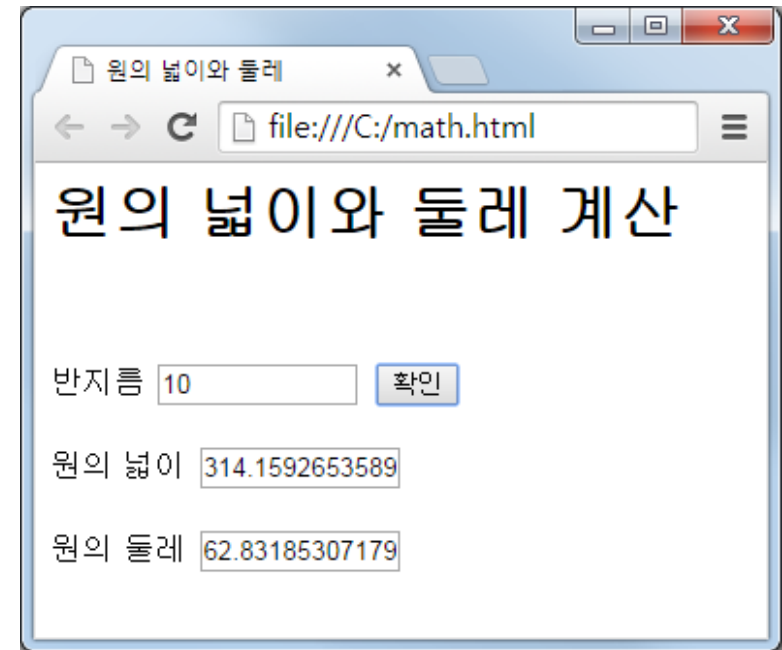 원의 넓이와 둘레
file:///C:/math.html
원의 넓이와 둘레 계산
반지름 10 확인
원의 넓이 314.1592653589
원의 둘레 62.83185307179